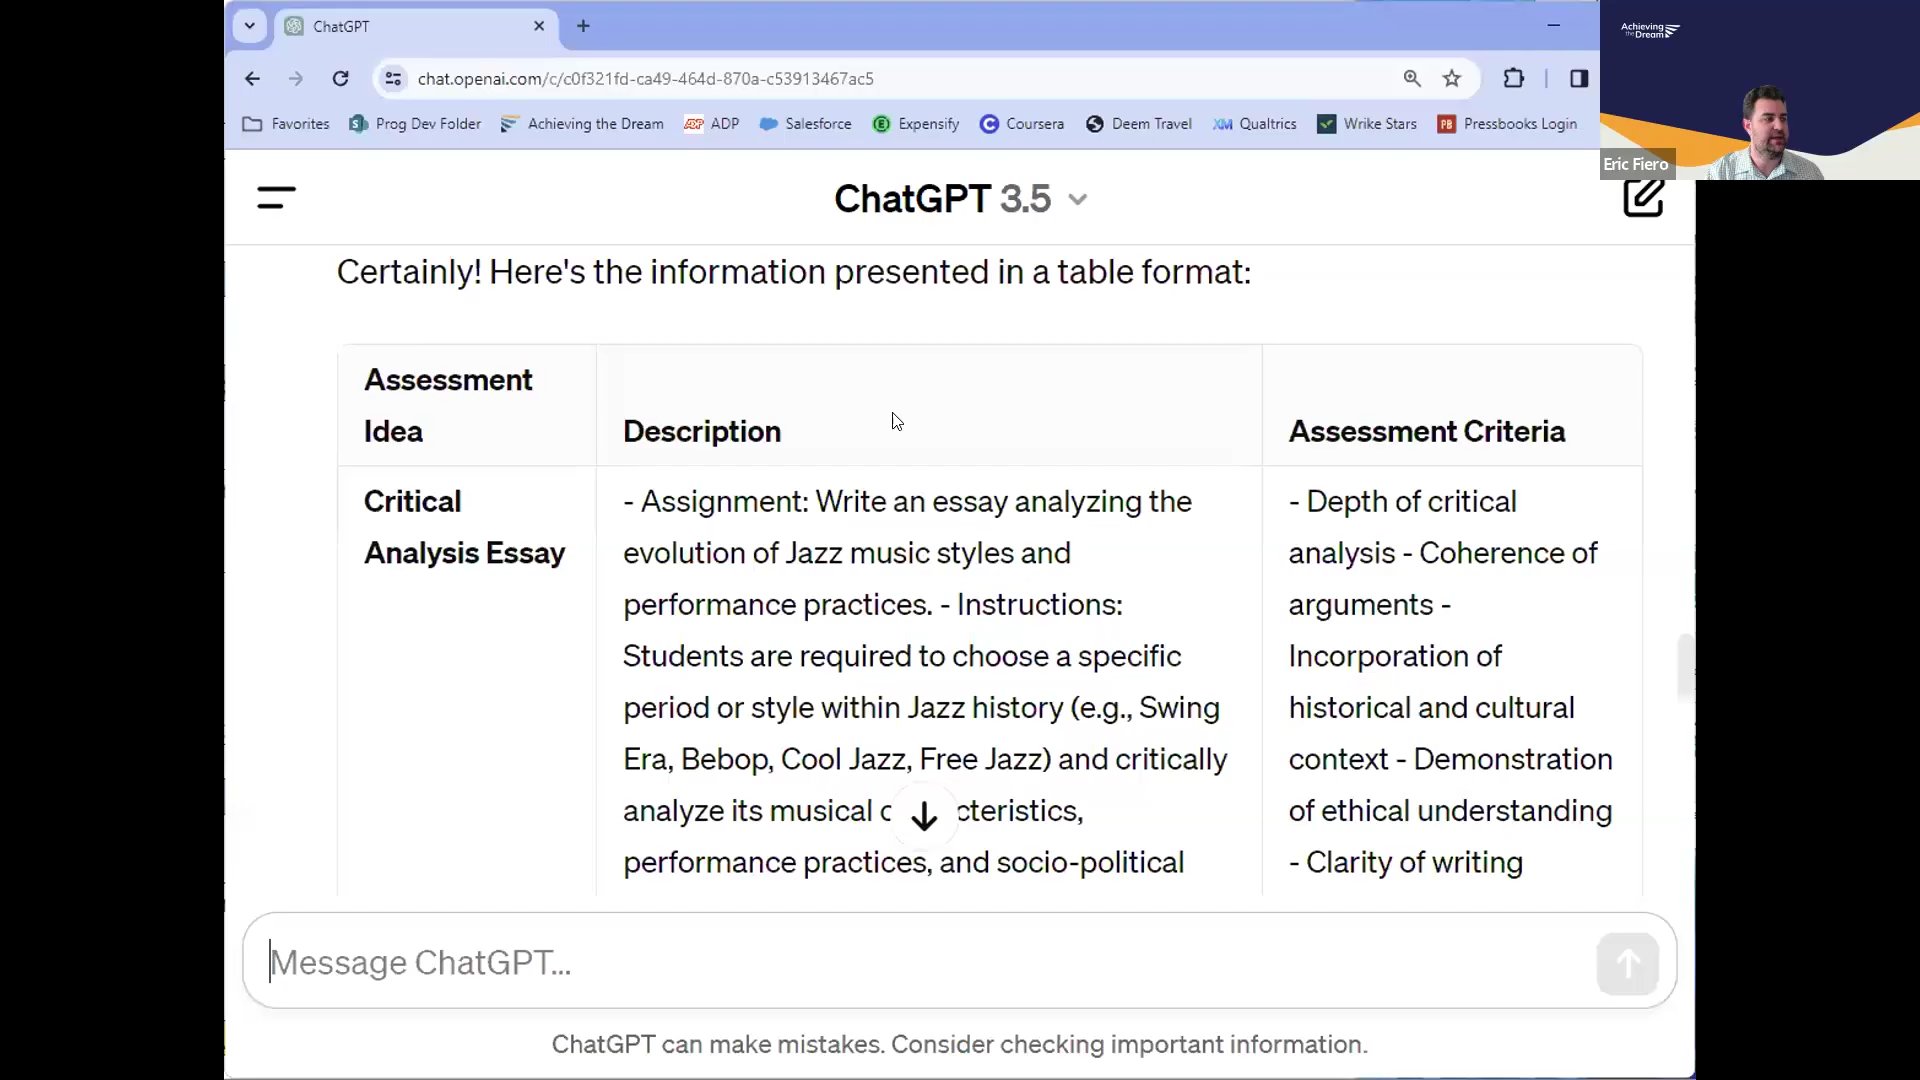 ChatGPT
chat.openai.com/c/c0f321fd-ca49-464d-870a-c53913467ac5
Favorites Prog Dev Folder Achieving the Dream ADP ADP Salesforce Expensify Coursera Deem Travel XM Qualtrics Wrike Stars PB Pressbooks Login
Achieving
the Dream
Eric Fiero
ChatGPT 3.5
Certainly! Here's the information presented in a table format:
Assessment
Idea
Description
Assessment Criteria
Critical
Analysis Essay
- Assignment: Write an essay analyzing the
evolution of Jazz music styles and
performance practices. - Instructions:
Students are required to choose a specific
period or style within Jazz history (e.g., Swing
Era, Bebop, Cool Jazz, Free Jazz) and critically
analyze its musical c cteristics,
performance practices, and socio-political
- Depth of critical
analysis - Coherence of
arguments -
Incorporation of
historical and cultural
context - Demonstration
of ethical understanding
- Clarity of writing
Message ChatGPT...
ChatGPT can make mistakes. Consider checking important information.